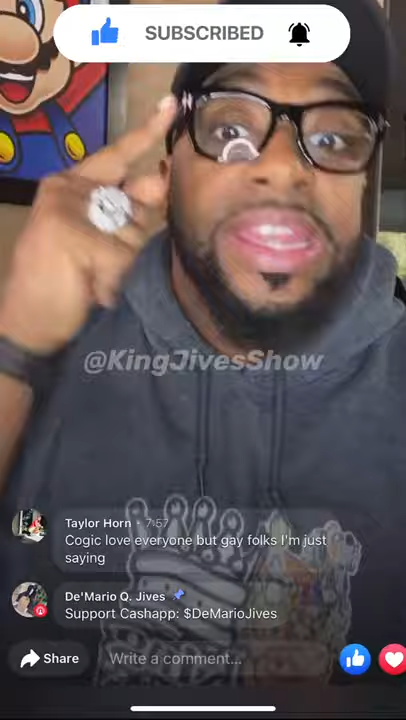 SUBSCRIBED
@KingJivesShow
Taylor Horn · 7:57
Cogic love everyone but gay folks I'm just
saying
De'Mario Q. Jives
Support Cashapp: $DeMarioJives
Share
Write a comment...